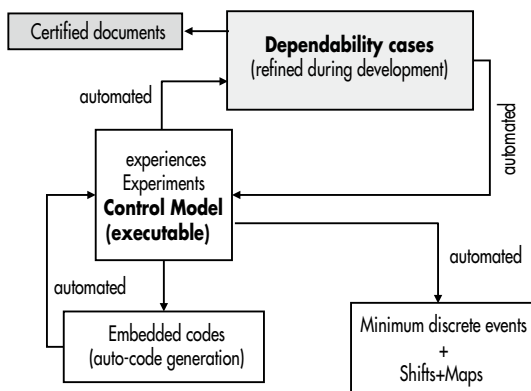 Certified documents
Dependability cases
(refined during development)
automated
automated
experiences
Experiments
Control Model
(executable)
automated
automated
Embedded codes
(auto-code generation)
Minimum discrete events
+
Shifts+Maps